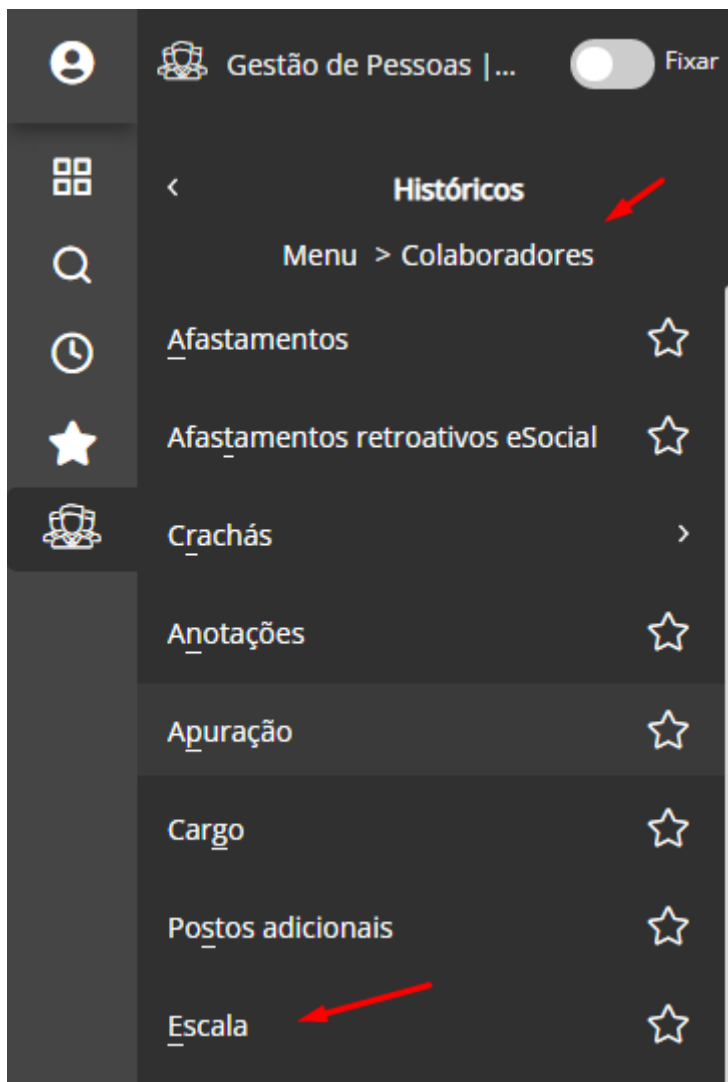 Gestão de Pessoas |...
Fixar
Históricos
Menu > Colaboradores
Afastamentos
Afastamentos retroativos eSocial
Crachás
Anotações
Apuração
Cargo
Postos adicionais
Escala